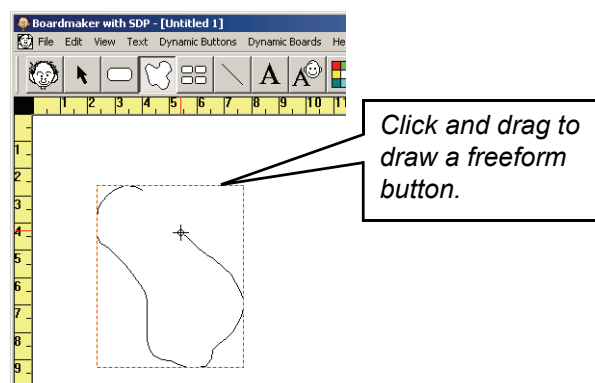 Boardmaker with SDP - [Untitled 1]
File Edit View Text Dynamic Buttons Dynamic Boards He
A A
1 2 3 4 5 6 7 8 9 10 11
1
2
3
4
5
6
7
8
9
Click and drag to
draw a freeform
button.